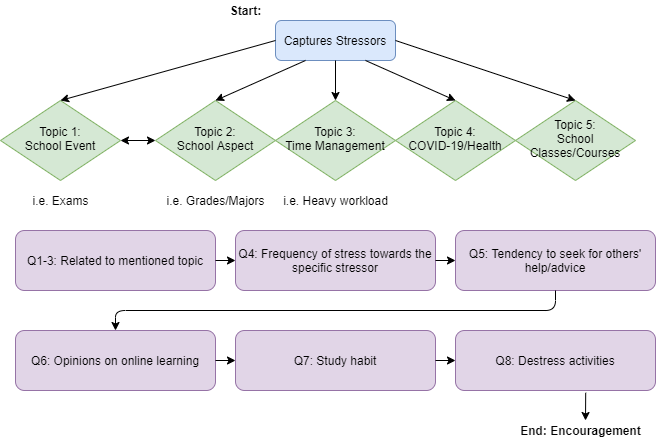 Start:
Captures Stressors
Topic 1:
School Event
Topic 2:
School Aspect
Topic 3:
Time Management
Topic 4:
COVID-19/Health
Topic 5:
School
Classes/Courses
i.e. Exams
i.e. Grades/Majors
i.e. Heavy workload
Q1-3: Related to mentioned topic
Q4: Frequency of stress towards the
specific stressor
Q5: Tendency to seek for others'
help/advice
Q6: Opinions on online learning
Q7: Study habit
Q8: Destress activities
End: Encouragement